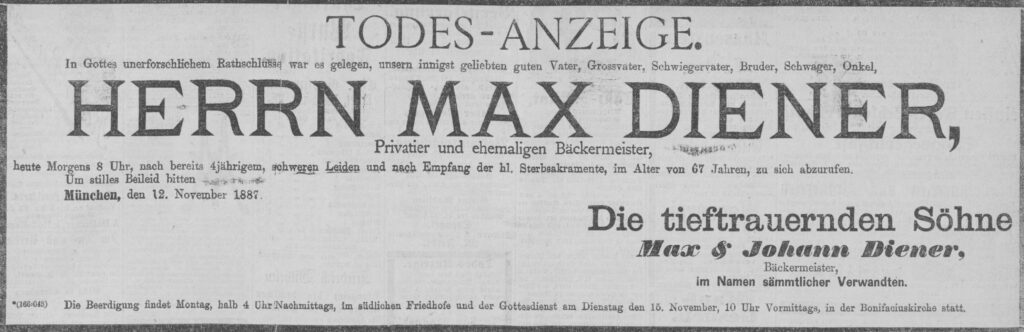 TODES-ANZEIGE.
In Gottes unerforschlichem Rathschlusse war es gelegen, unsern innigst geliebten guten Vater, Grossvater, Schwiegervater, Bruder, Schwager, Onkel,
HERRN MAX DIENER,
Privatier und ehemaligen Bäckermeister,
heute Morgens 8 Uhr, nach bereits 4jährigem, schweren Leiden und nach Empfang der hl. Sterbsakramente, im Alter von 67 Jahren, zu sich abzurufen.
Um stilles Beileid bitten
München, den 12. November 1887.
Die tieftrauernden Söhne
Max & Johann Diener,
Bäckermeister,
im Namen sämmtlicher Verwandten.
*(166-043) Die Beerdigung findet Montag, halb 4 Uhr Nachmittags, im südlichen Friedhofe und der Gottesdienst am Dienstag den 15. November, 10 Uhr Vormittags, in der Bonifaciuskirche statt.